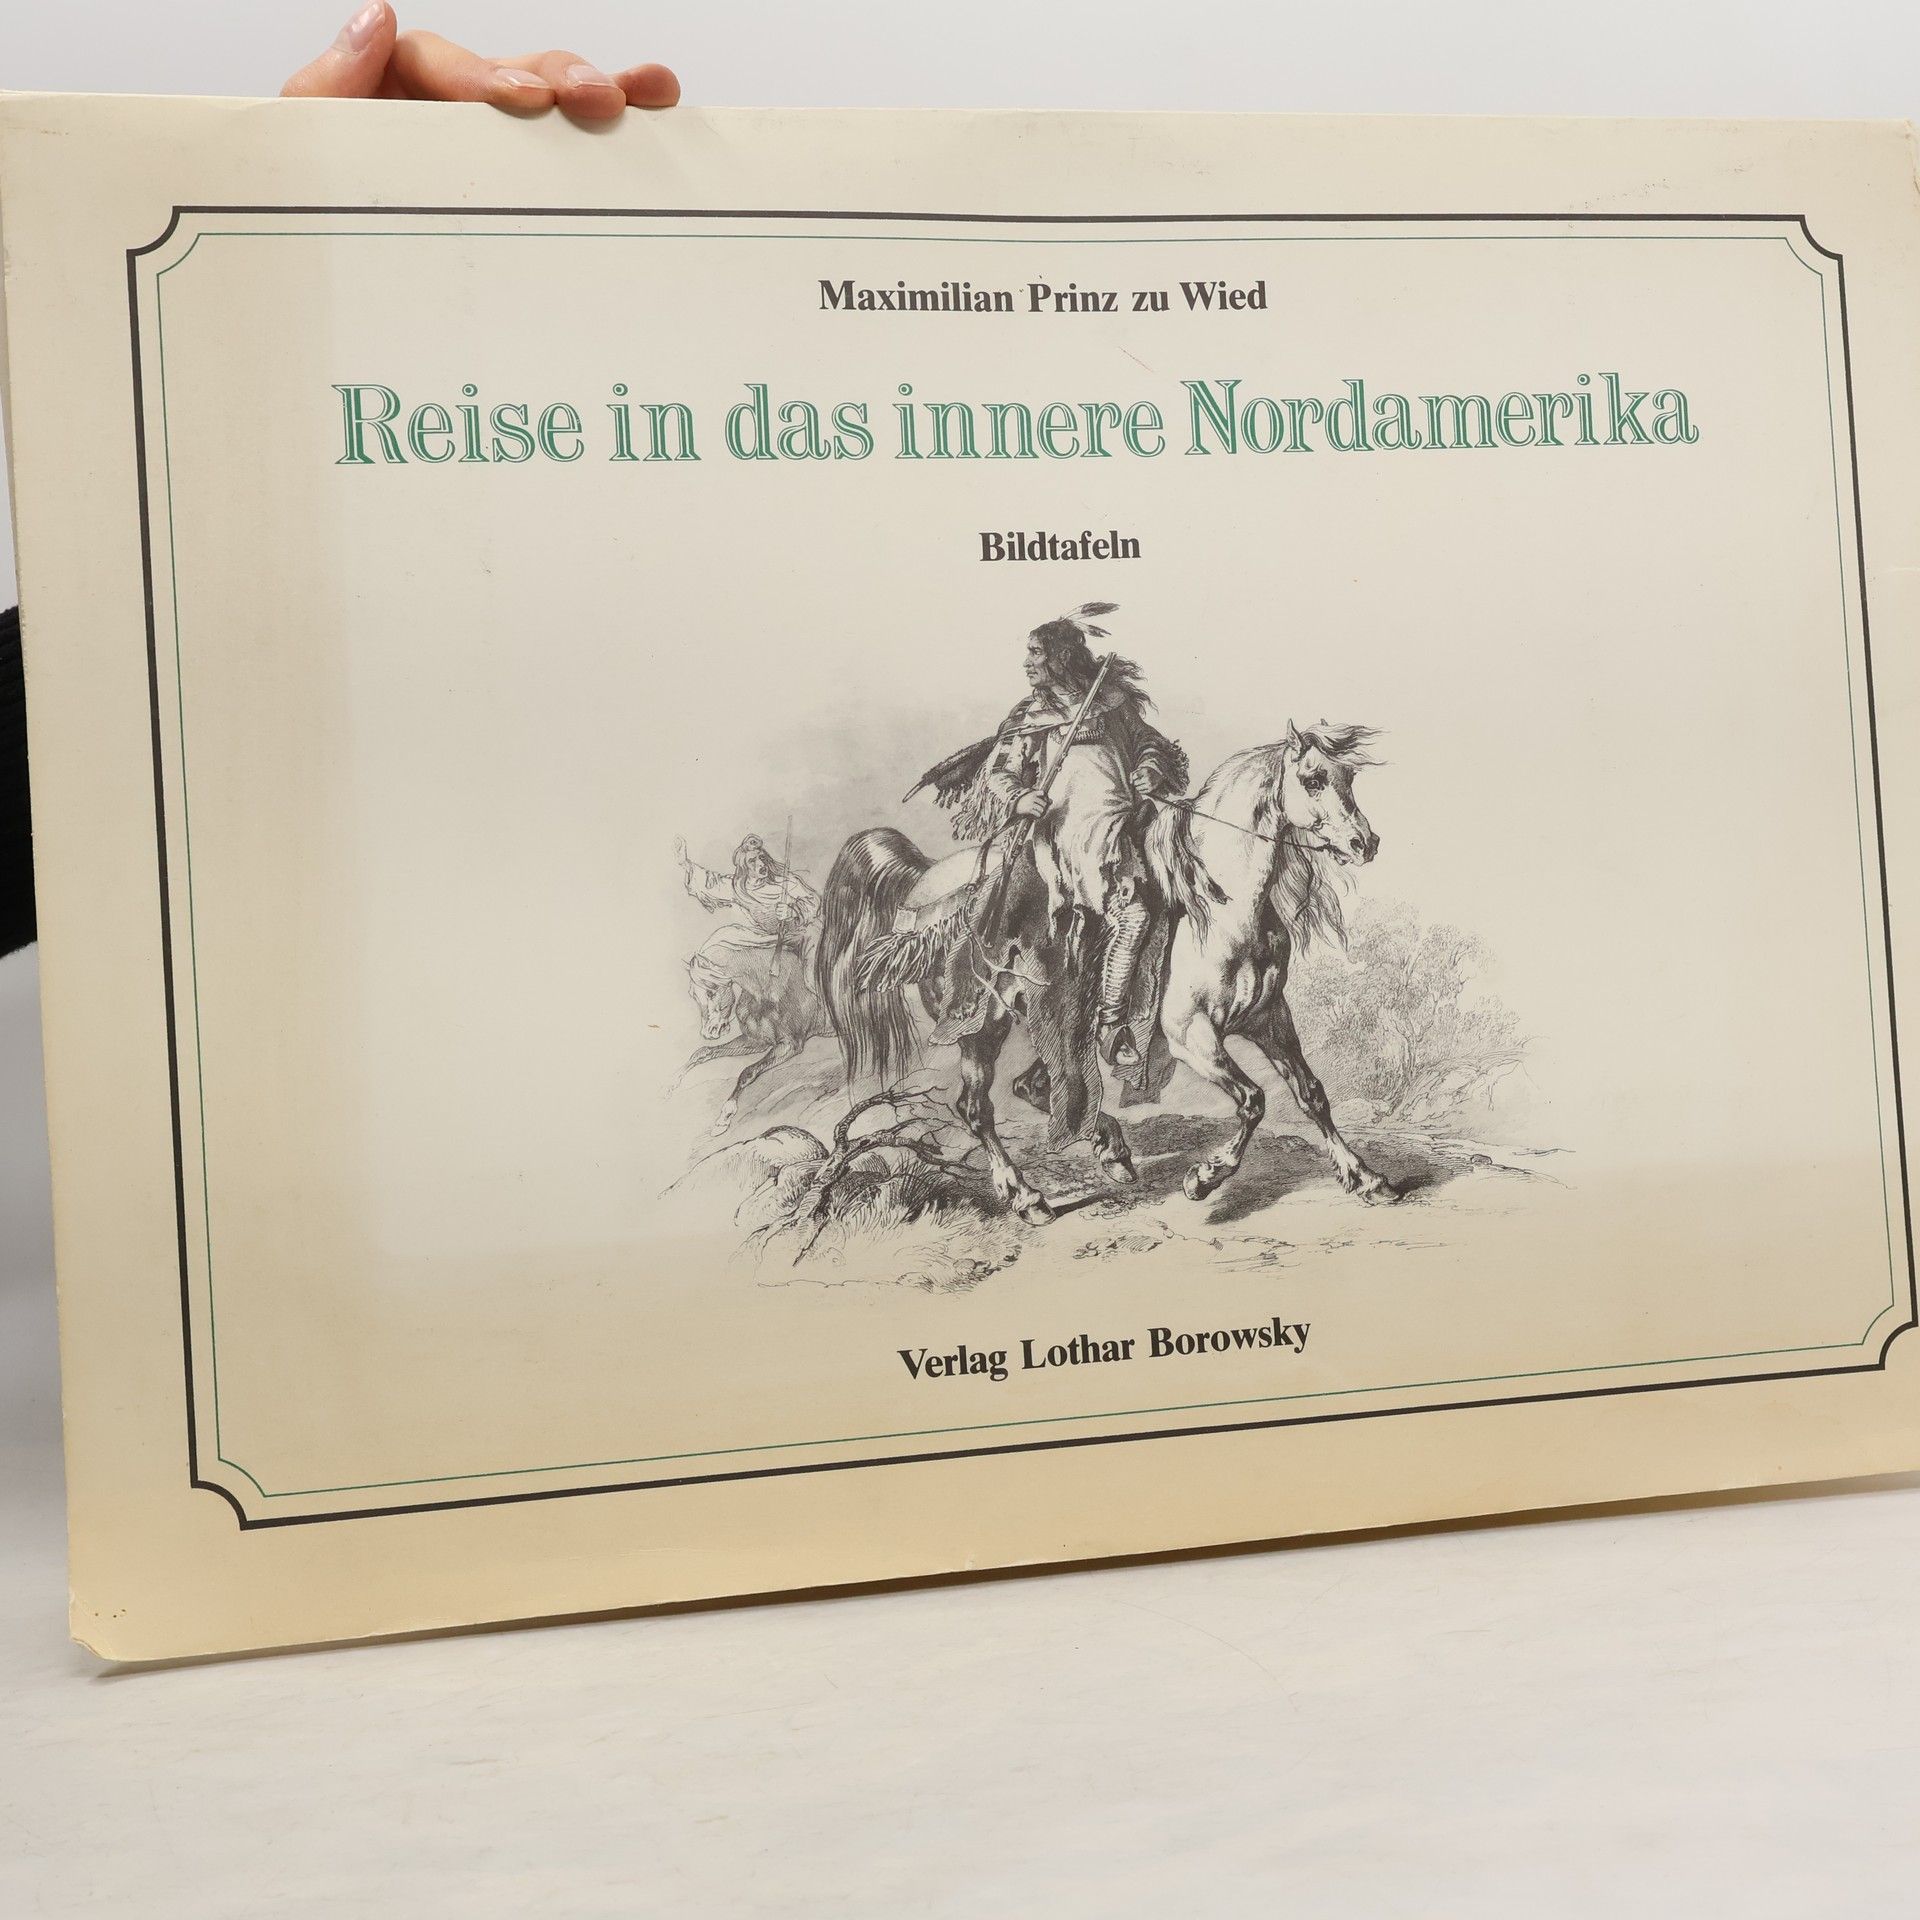 Maximilian Prinz zu Wied
Reise in das innere Nordamerika
Bildtafeln
Verlag Lothar Borowsky